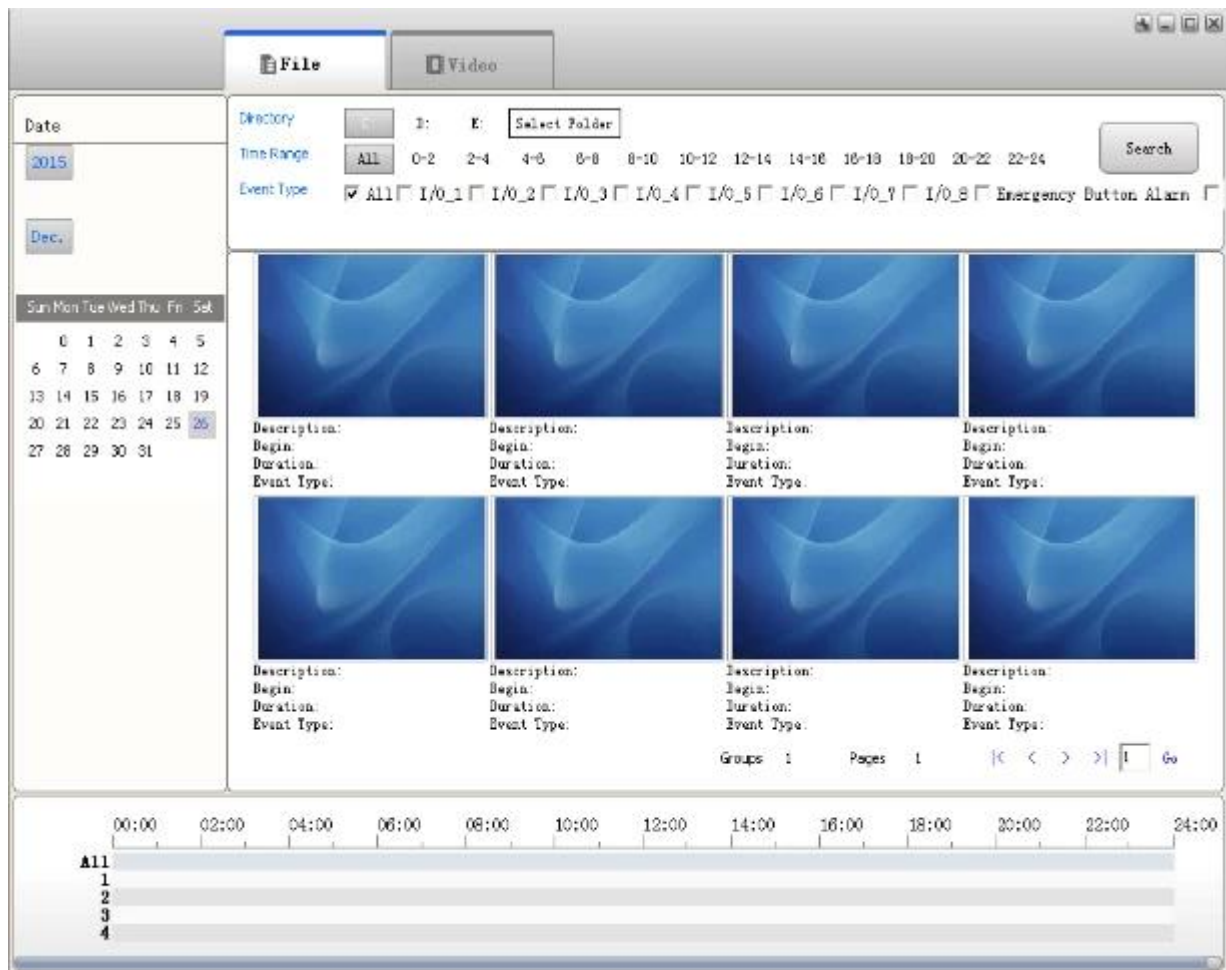 File
Video
Date
2015
Dec.
Sun Mon Tue Wed Thu Fri Sat
0 1 2 3 4 5
6 7 8 9 10 11 12
13 14 15 16 17 18 19
20 21 22 23 24 25 26
27 28 29 30 31
Directory D: E: Select Folder
Time Range All 0-2 2-4 4-6 6-8 8-10 10-12 12-14 14-16 16-18 18-20 20-22 22-24
Search
Event Type All I/O_1 I/O_2 I/O_3 I/O_4 I/O_5 I/O_6 I/O_7 I/O_8 Emergency Button Alarm
Description: Description: Description: Description:
Begin: Begin: Begin: Begin:
Duration: Duration: Duration: Duration:
Event Type: Event Type: Event Type: Event Type:
Description: Description: Description: Description:
Begin: Begin: Begin: Begin:
Duration: Duration: Duration: Duration:
Event Type: Event Type: Event Type: Event Type:
Groups 1 Pages 1 |< < > >| 1 Go
00:00 02:00 04:00 06:00 08:00 10:00 12:00 14:00 16:00 18:00 20:00 22:00 24:00
All
1
2
3
4